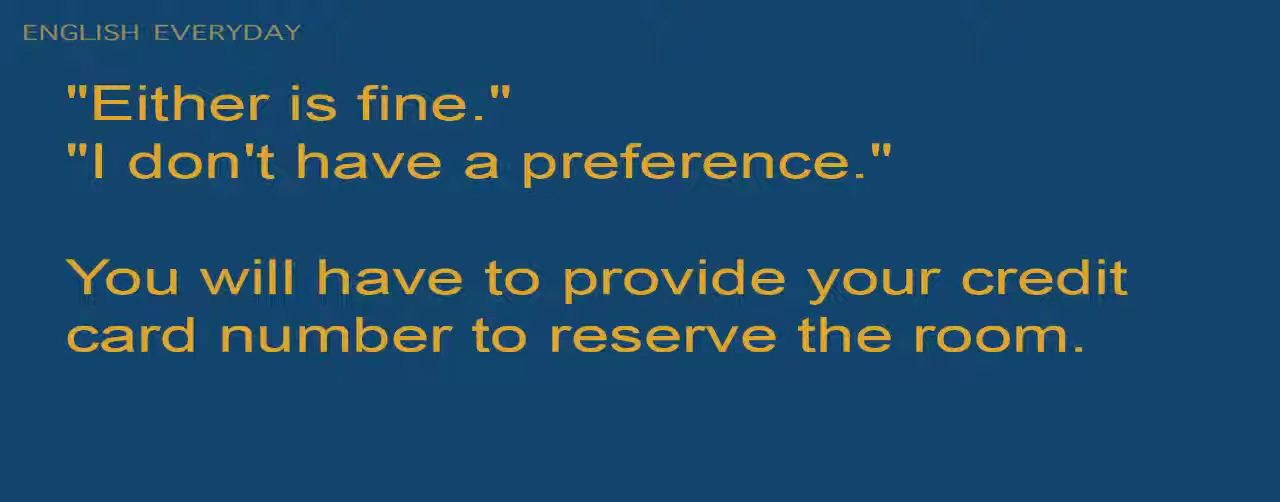 ENGLISH EVERYDAY
"Either is fine."
"I don't have a preference."
You will have to provide your credit
card number to reserve the room.